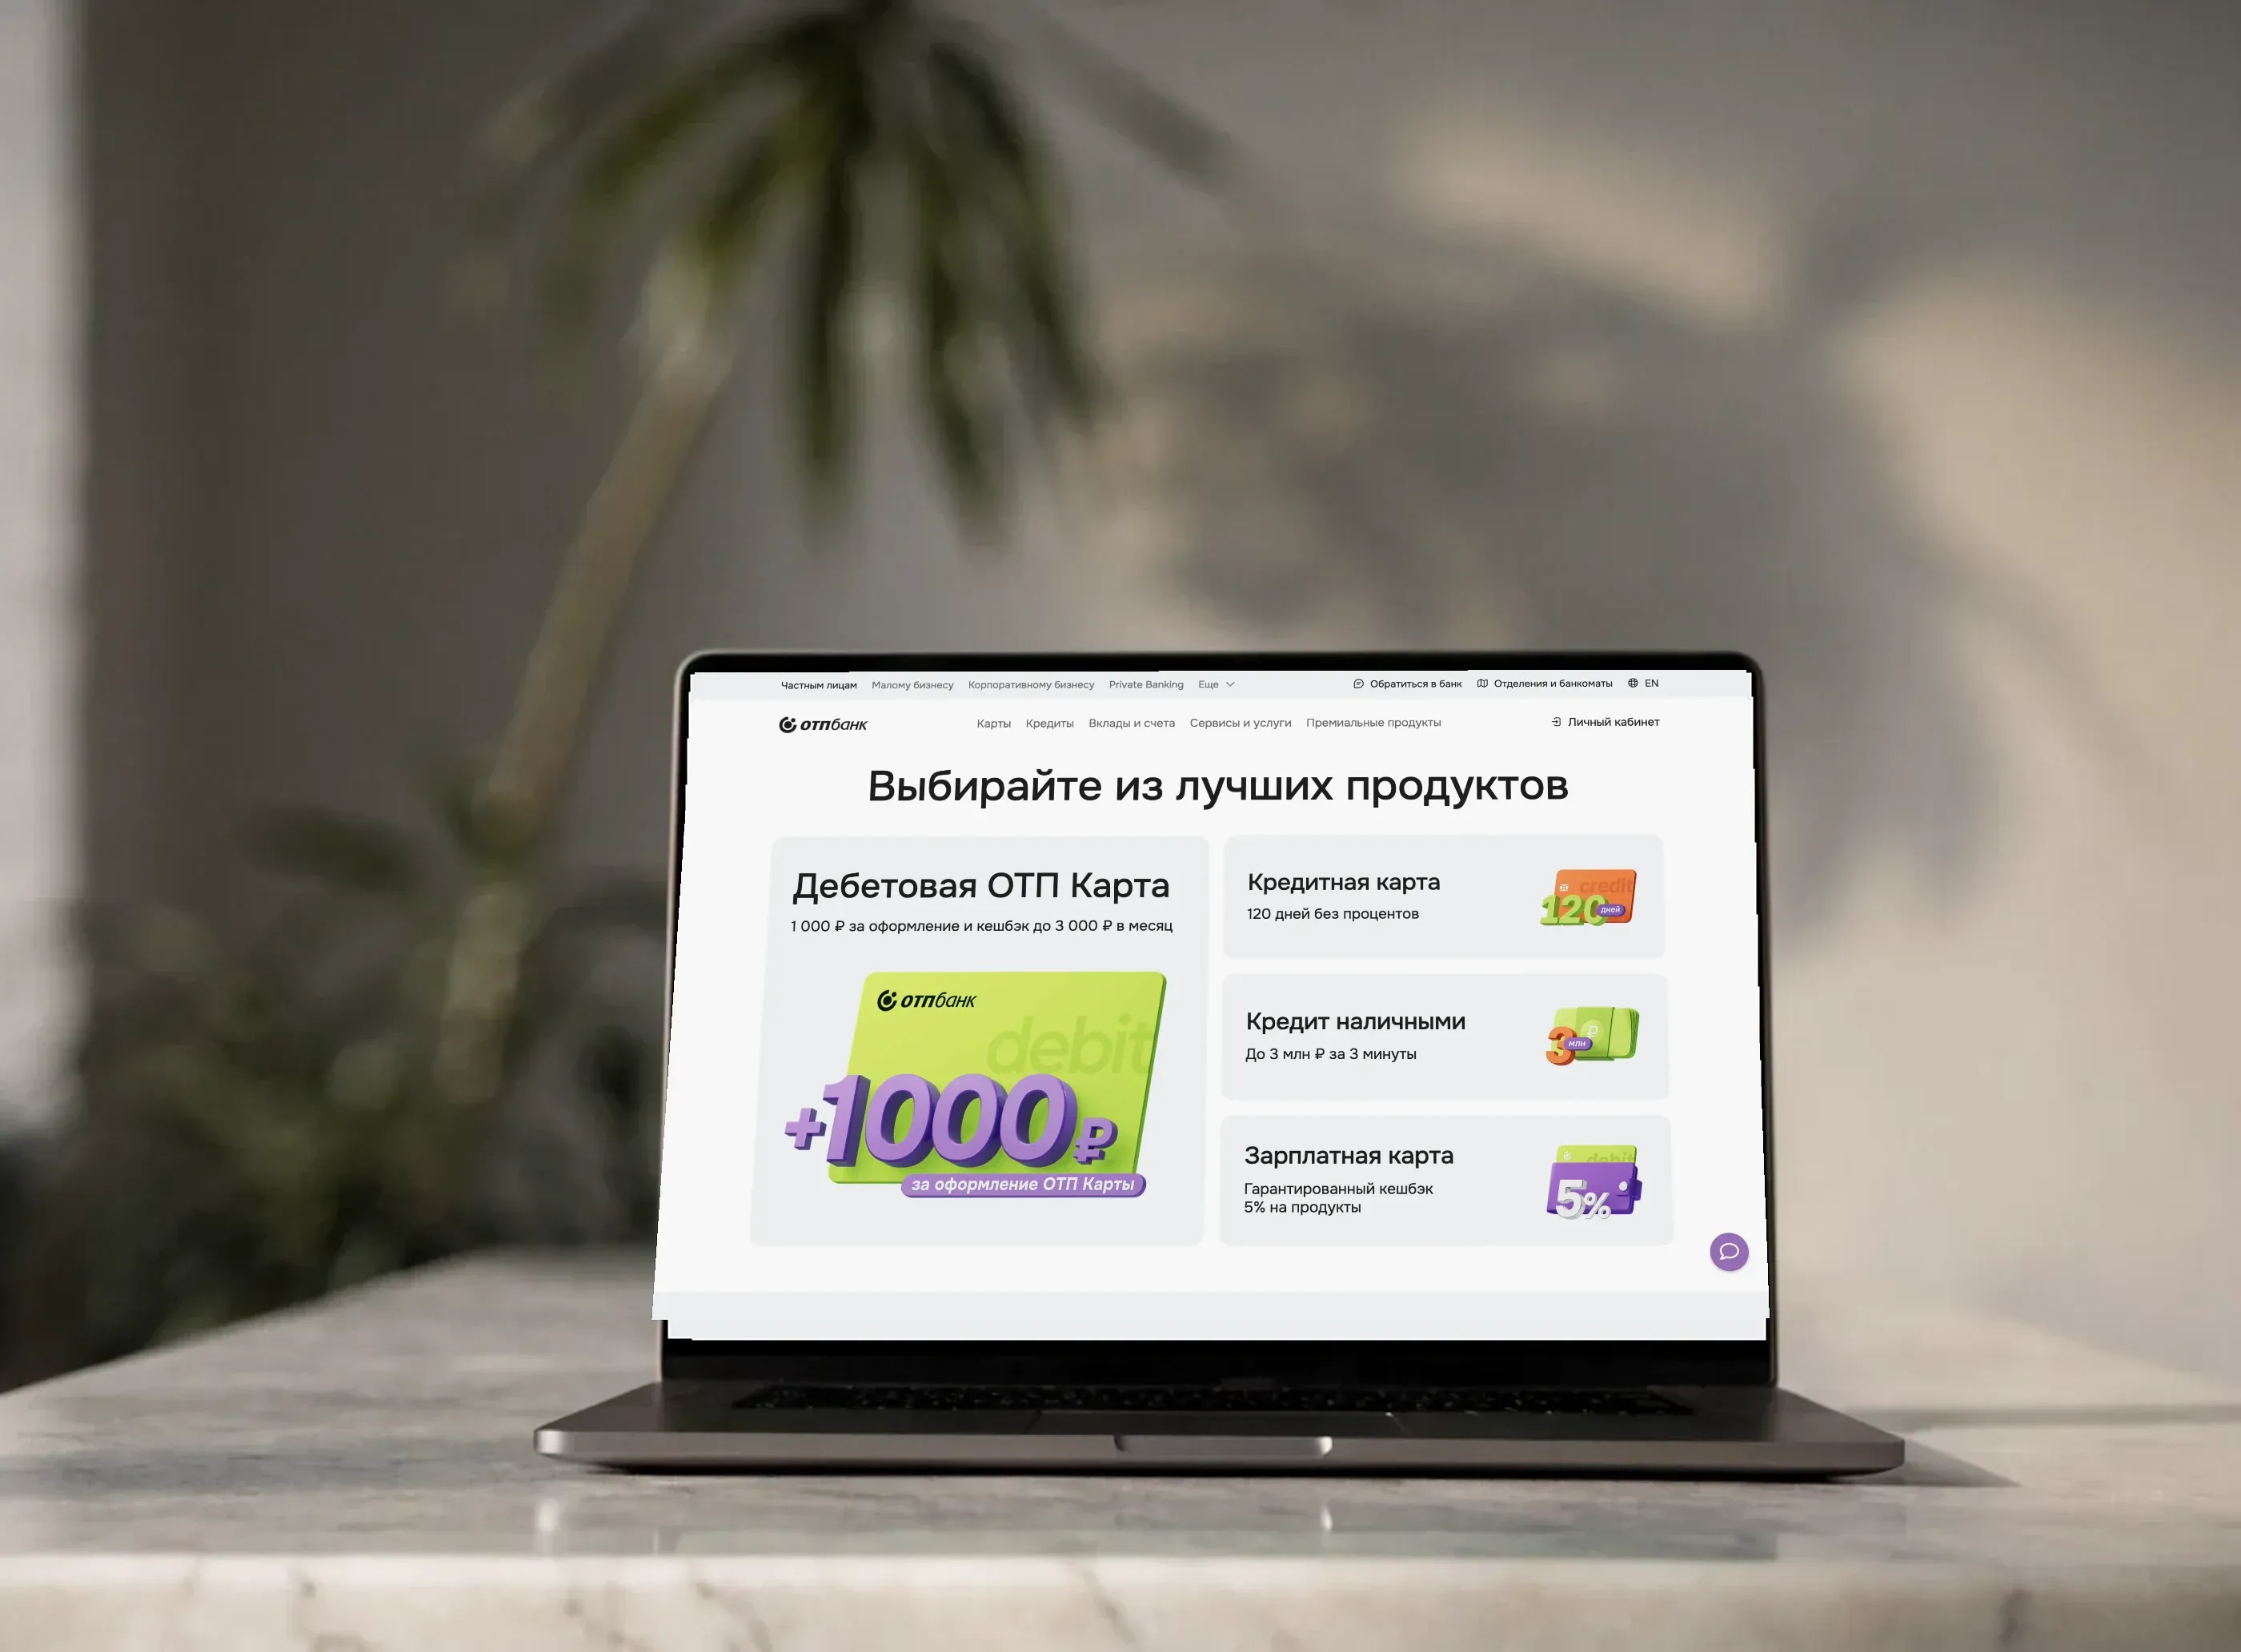 Частным лицам Малому бизнесу Корпоративному бизнесу Private Banking Еще Обратиться в банк Отделения и банкоматы EN
отпбанк Карты Кредиты Вклады и счета Сервисы и услуги Премиальные продукты Личный кабинет
Выбирайте из лучших продуктов
Дебетовая ОТП Карта
1 000 ₽ за оформление и кешбэк до 3 000 ₽ в месяц
отпбанк
debit
+1000₽
за оформление ОТП Карты
Кредитная карта
120 дней без процентов
credit
120 дней
Кредит наличными
До 3 млн ₽ за 3 минуты
₽
3 млн
Зарплатная карта
Гарантированный кешбэк
5% на продукты
debit
5%